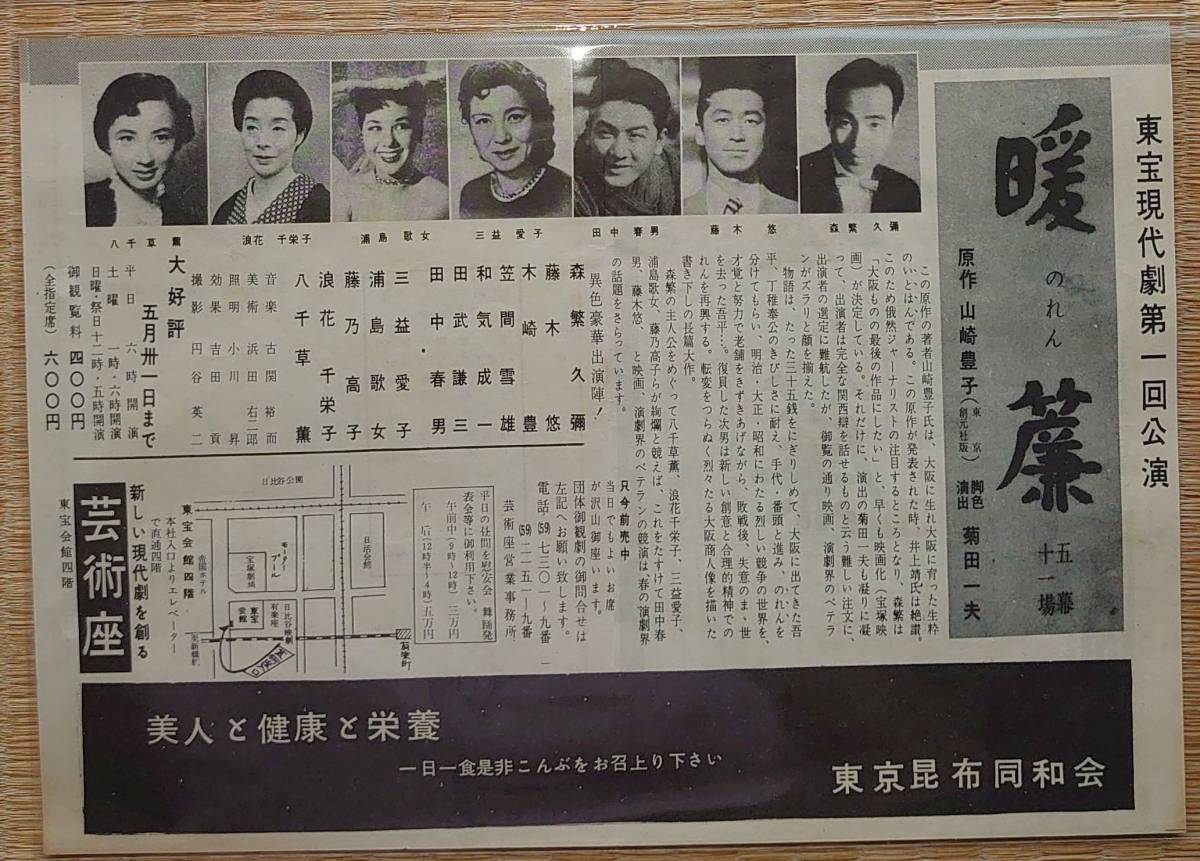 東宝現代劇第一回公演
暖簾
のれん
五幕
十一場
原作 山崎豊子(東京創元社版)
脚色
演出 菊田一夫
この原作の著者山崎豊子氏は、大阪に生れ大阪に育った生粋
のいとはんである。この原作が発表された時、井上靖氏は絶讃。
このため俄然ジャーナリストの注目するところとなり、森繁は
「大阪ものの最後の作品にしたい」と、早くも映画化(宝塚映
画)が決定している。それだけに、演出の菊田一夫も凝りに凝
って、出演者は完全な関西辯を話せるものと云う難しい注文に、
出演者の選定に難航したが、御覧の通り映画、演劇界のベテラ
ンがズラリと顔を揃えた。
物語は、たった三十五銭をにぎりしめて、大阪に出てきた吾
平、丁稚奉公のきびしさに耐え、手代・番頭と進み、のれんを
分けてもらい、明治・大正・昭和にわたる烈しい競争の世界を、
才覚と努力で老舗をきずきあげながら、敗戦後、失意のまゝ世
を去った吾平…。復員した次男は新しい創意と合理的精神での
れんを再興する。転変をつらぬく烈々たる大阪商人像を描いた
書き下しの長篇大作。
森繁の主人公をめぐって八千草薫、浪花千栄子、三益愛子、
浦島歌女、藤乃高子らが絢爛と競えば、これをたすけて田中春
男、藤木悠、と映画、演劇界のベテランの競演は春の演劇界
の話題をさらっています。
森繁久彌
藤木悠
田中春男
三益愛子
浦島歌女
浪花千栄子
八千草薫
異色豪華出演陣!
森繁久彌
藤木悠
木崎豊
笠間雪雄
和気成一
田武謙三
田中・春男
三益愛子
浦島歌女
藤乃高子
浪花千栄子
八千草薫
音楽 古関裕而
美術 浜田右二郎
照明 小川昇
効果 吉田貢
撮影 円谷英二
大好評
五月卅一日まで
平日 六時開演
土曜 一時・六時開演
日曜・祭日十二時・五時開演
御観覧料 四〇〇円
(全指定席) 六〇〇円
只今前売中
当日でもよいお席
が沢山御座います。
団体御観劇の御問合せは
左記へお願い致します。
電話(59)七三〇一~九番
(59)一二一五一~九番
芸術座営業事務所
平日の昼間を慰安会、舞踊発
表会等に御利用下さい。
午前中(9時~12時)三万円
午后(12時半~4時)五万円
日比谷公園
日活会館
モータープール
宝塚劇場
帝国ホテル
東宝会館
有楽座
日比谷映劇
有楽町
至新橋
新しい現代劇を創る
芸術座
東宝会館四階
本社入口よりエレベーター
で直通四階
東宝会館四階
美人と健康と栄養
一日一食是非こんぶをお召上り下さい
東京昆布同和会